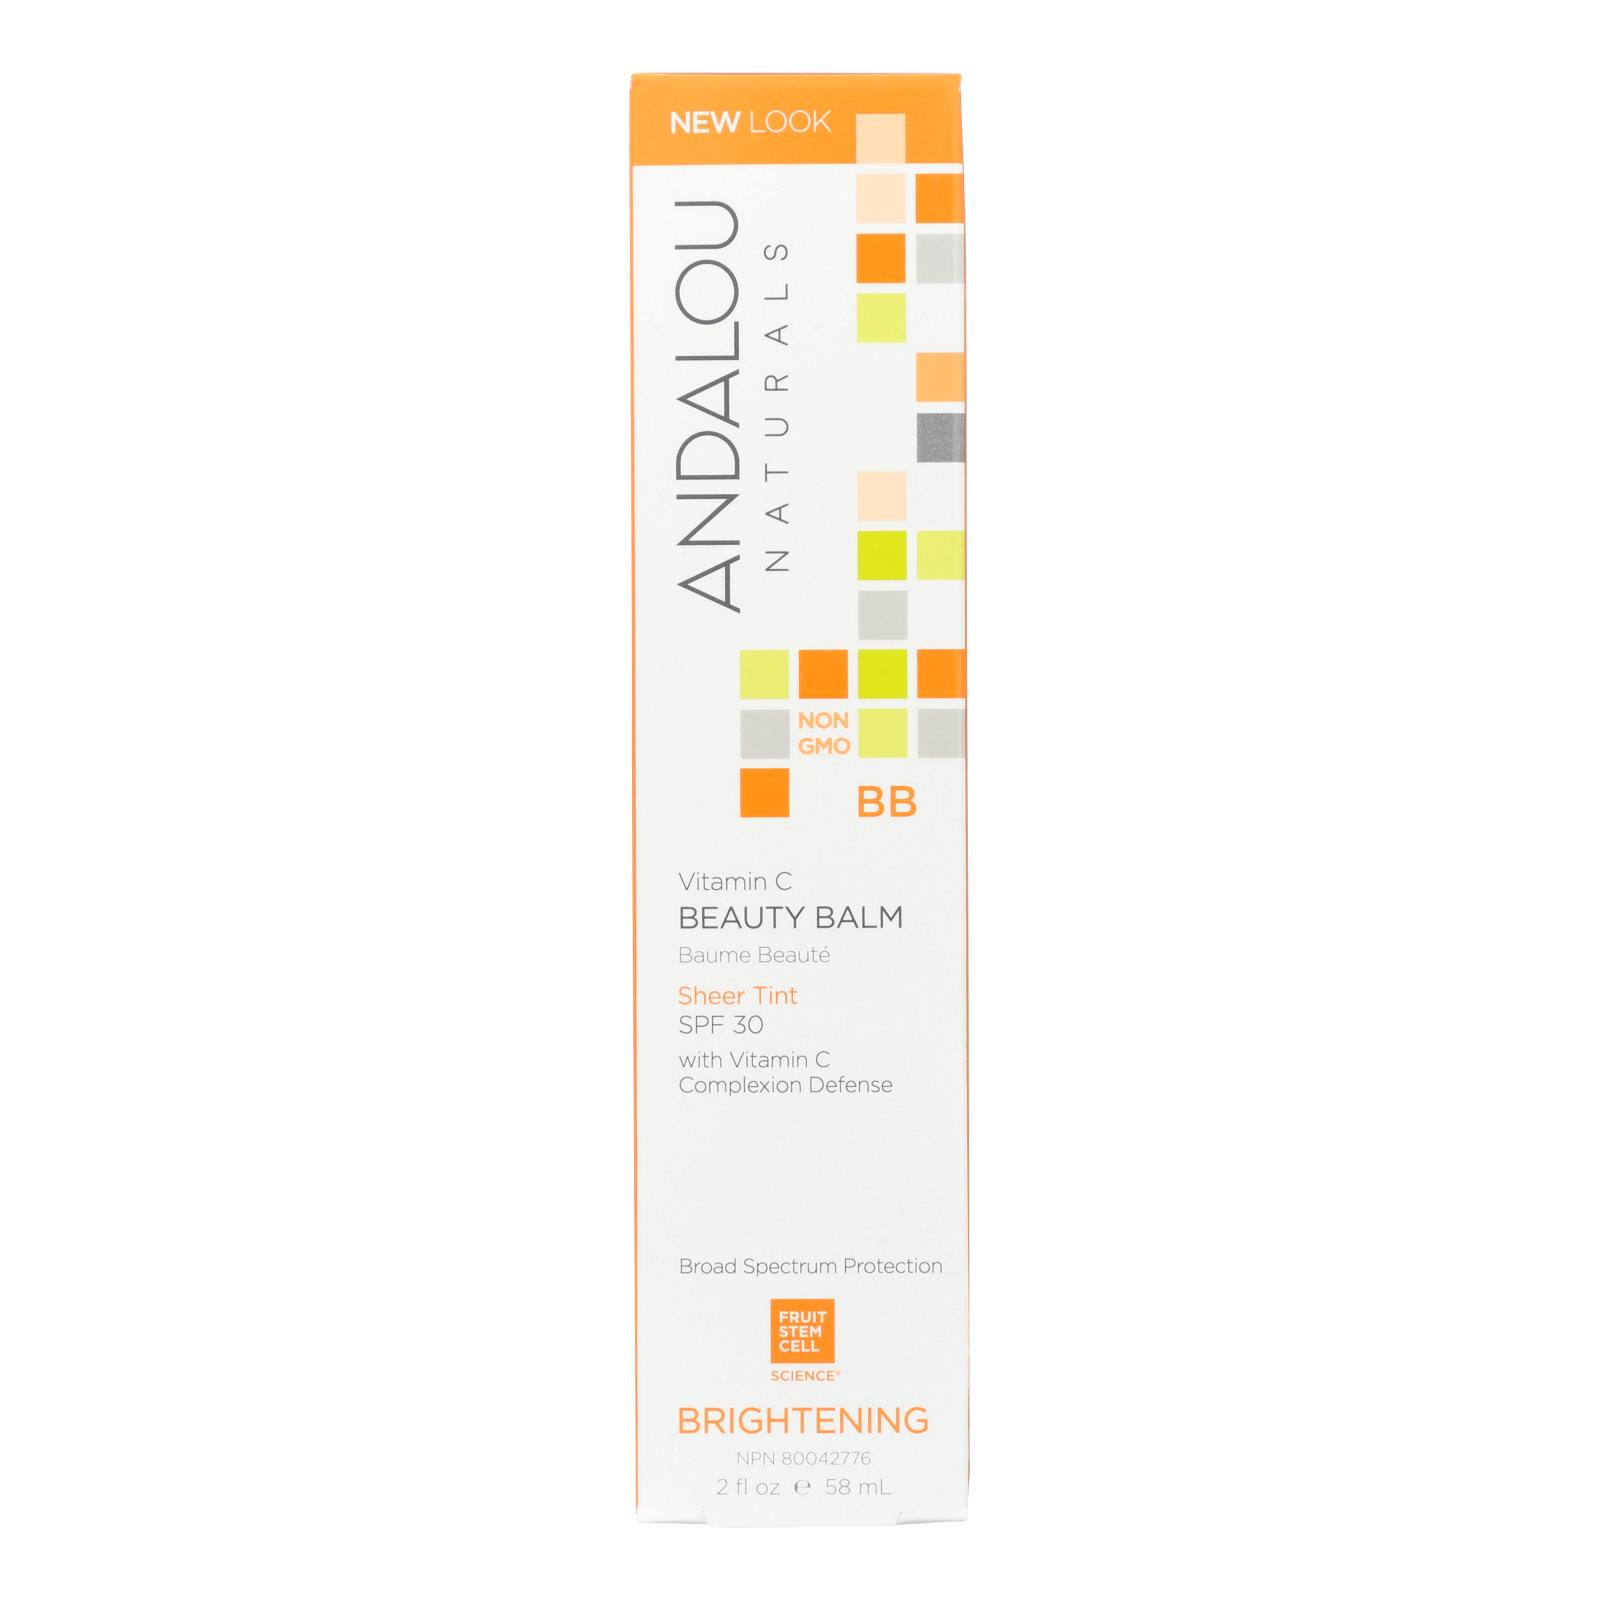 NEW LOOK
ANDALOU
NATURALS
NON
GMO
BB
Vitamin C
BEAUTY BALM
Baume Beauté
Sheer Tint
SPF 30
with Vitamin C
Complexion Defense
Broad Spectrum Protection
FRUIT
STEM
CELL
SCIENCE®
BRIGHTENING
NPN 80042776
2 fl oz ℮ 58 mL